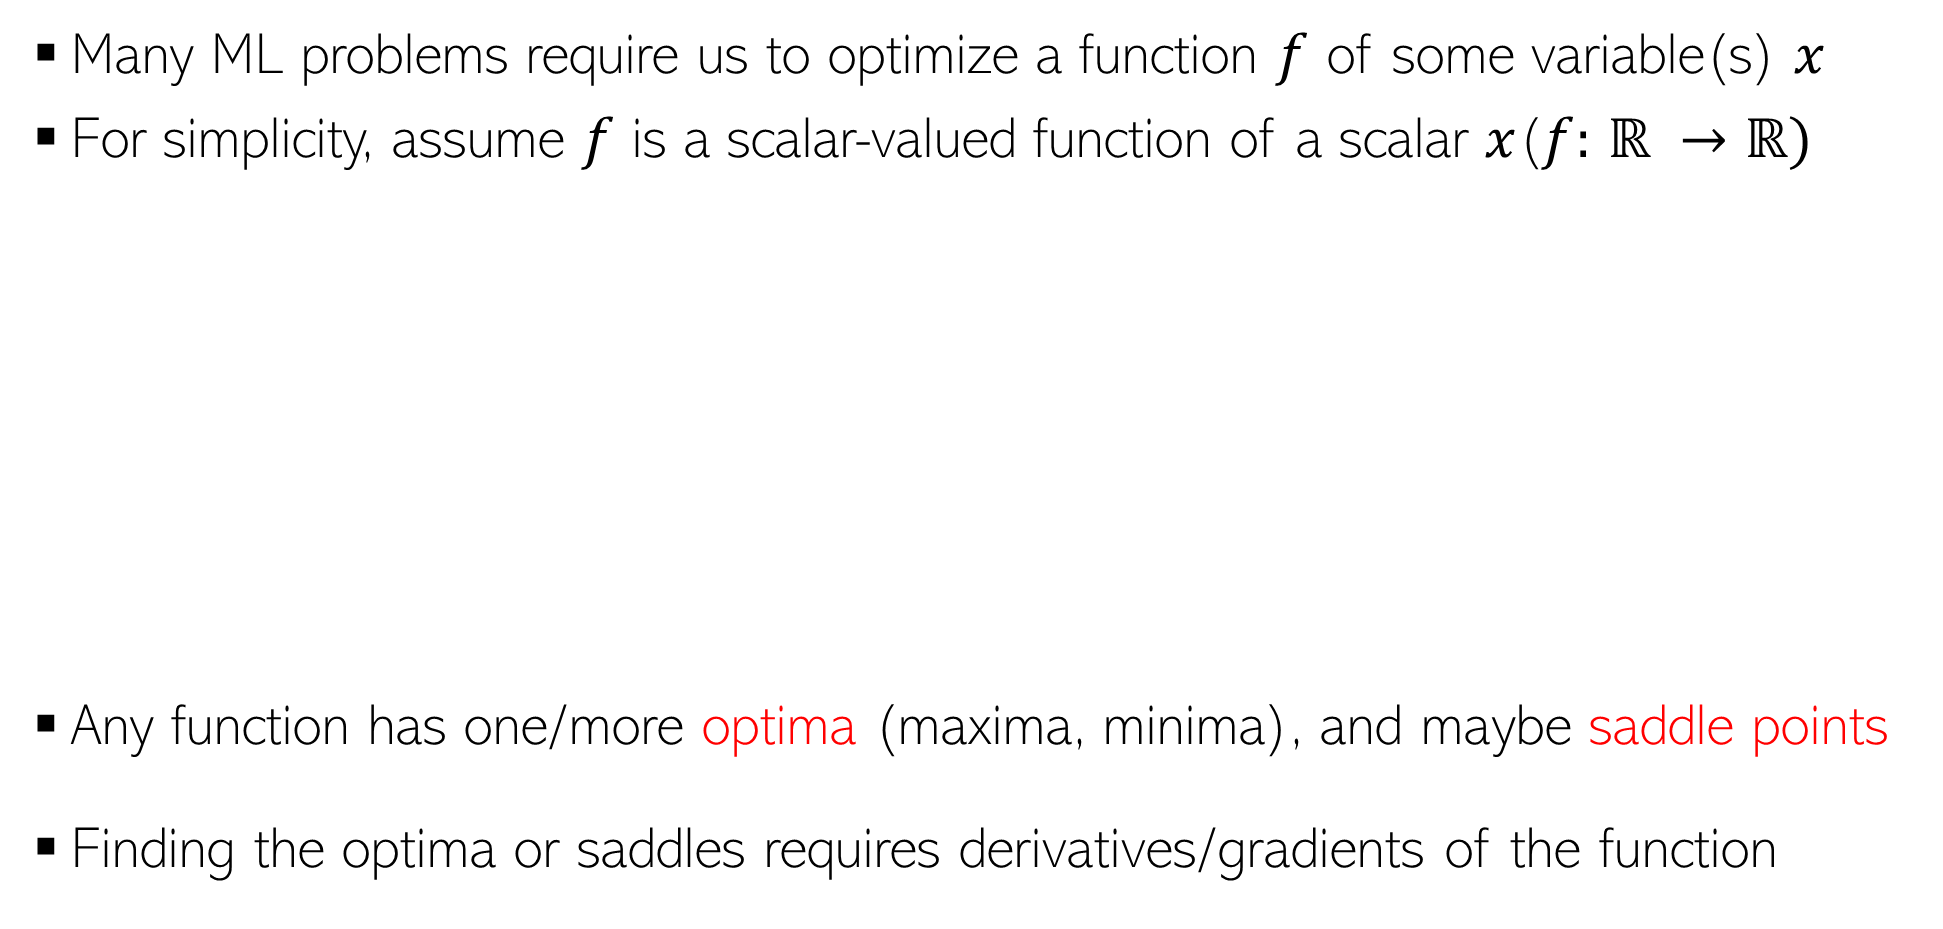 ▪ Many ML problems require us to optimize a function f of some variable(s) x
▪ For simplicity, assume f is a scalar-valued function of a scalar x(f: ℝ → ℝ)
▪ Any function has one/more optima (maxima, minima), and maybe saddle points
▪ Finding the optima or saddles requires derivatives/gradients of the function